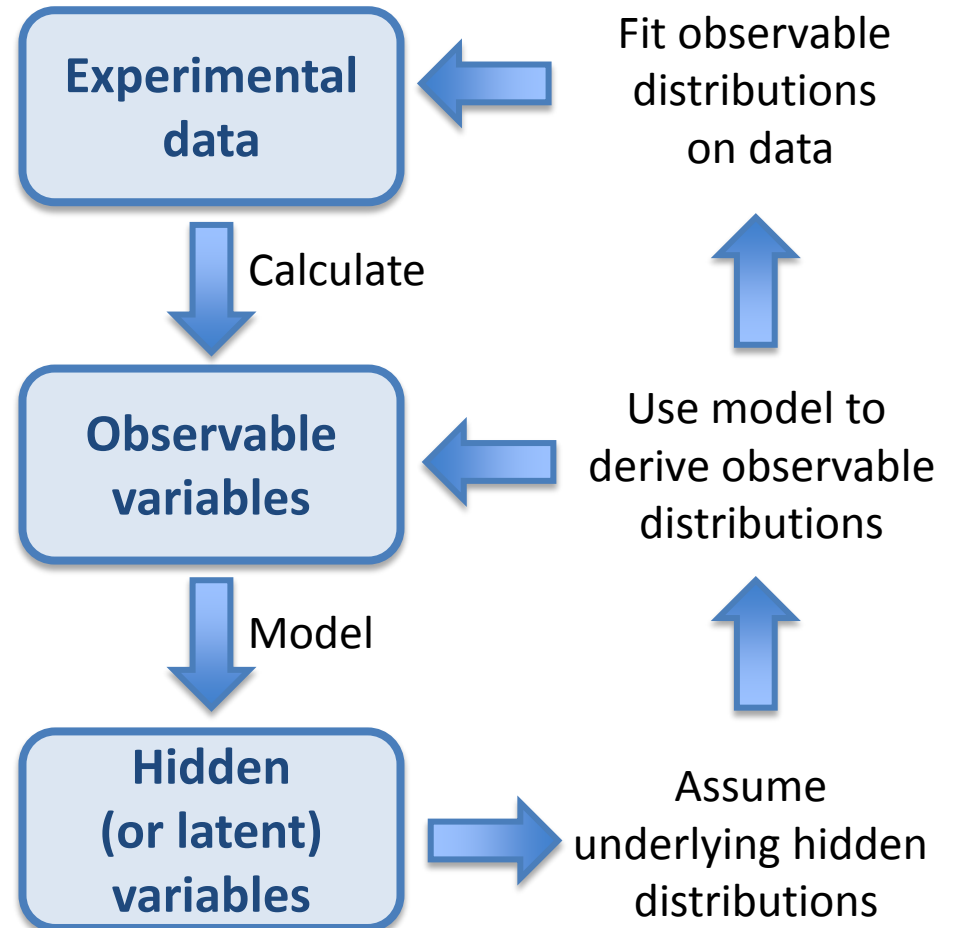 Experimental
data
Fit observable
distributions
on data
Calculate
Observable
variables
Use model to
derive observable
distributions
Model
Hidden
(or latent)
variables
Assume
underlying hidden
distributions